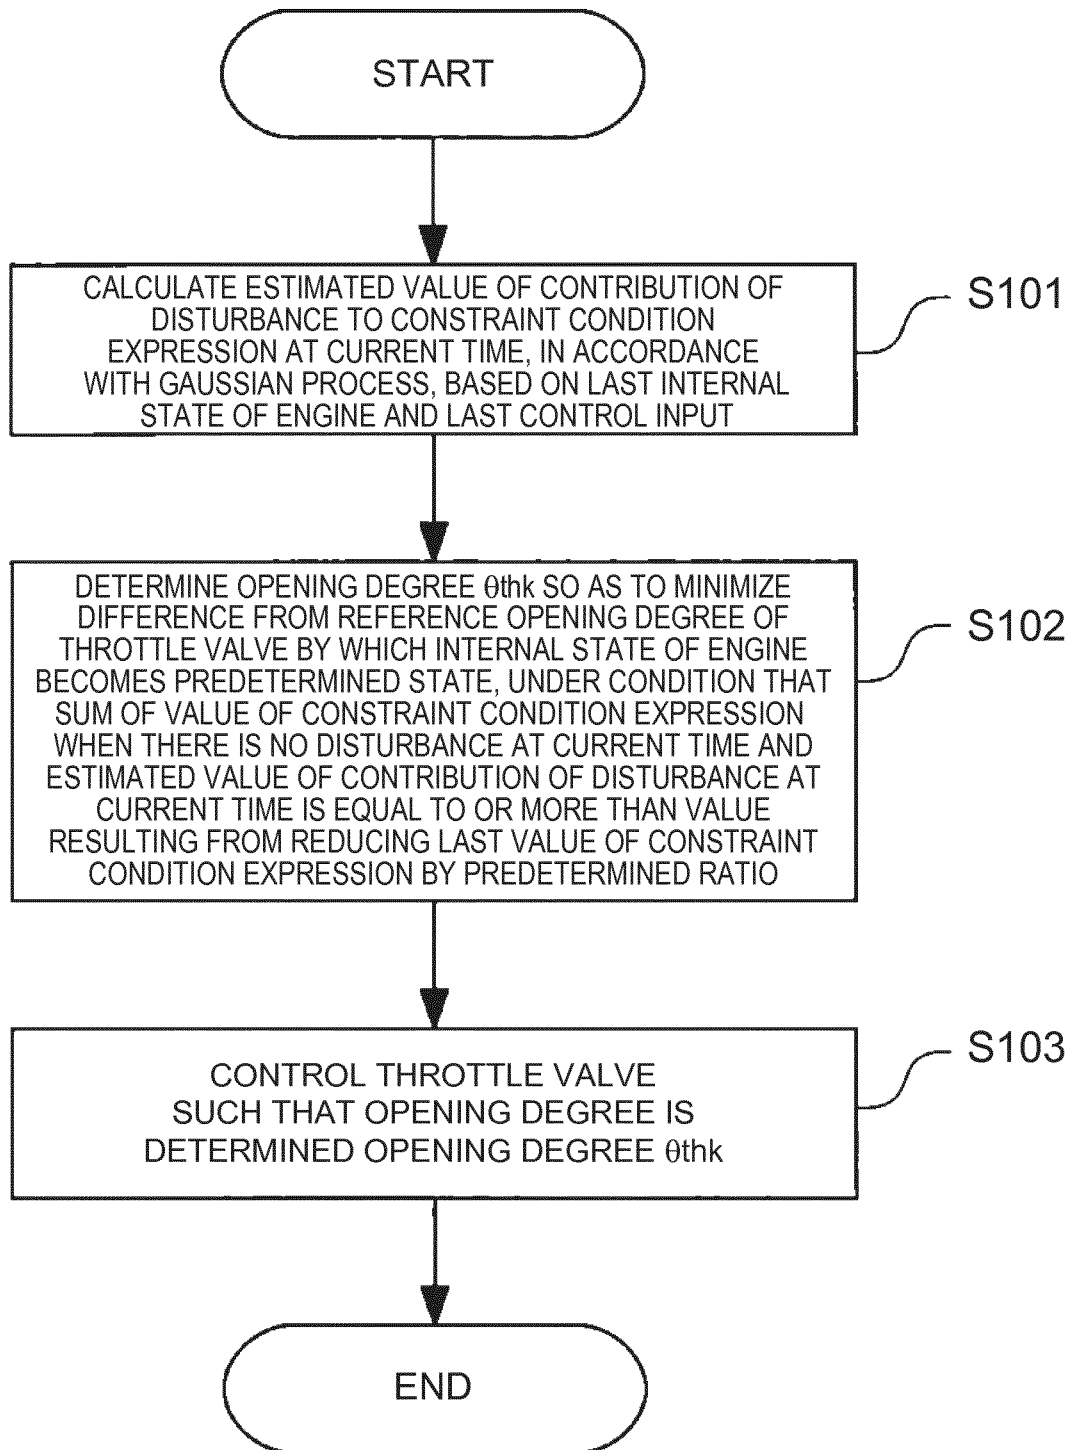 START
CALCULATE ESTIMATED VALUE OF CONTRIBUTION OF
DISTURBANCE TO CONSTRAINT CONDITION
EXPRESSION AT CURRENT TIME, IN ACCORDANCE
WITH GAUSSIAN PROCESS, BASED ON LAST INTERNAL
STATE OF ENGINE AND LAST CONTROL INPUT
S101
DETERMINE OPENING DEGREE θthk SO AS TO MINIMIZE
DIFFERENCE FROM REFERENCE OPENING DEGREE OF
THROTTLE VALVE BY WHICH INTERNAL STATE OF ENGINE
BECOMES PREDETERMINED STATE, UNDER CONDITION THAT
SUM OF VALUE OF CONSTRAINT CONDITION EXPRESSION
WHEN THERE IS NO DISTURBANCE AT CURRENT TIME AND
ESTIMATED VALUE OF CONTRIBUTION OF DISTURBANCE AT
CURRENT TIME IS EQUAL TO OR MORE THAN VALUE
RESULTING FROM REDUCING LAST VALUE OF CONSTRAINT
CONDITION EXPRESSION BY PREDETERMINED RATIO
S102
CONTROL THROTTLE VALVE
SUCH THAT OPENING DEGREE IS
DETERMINED OPENING DEGREE θthk
S103
END